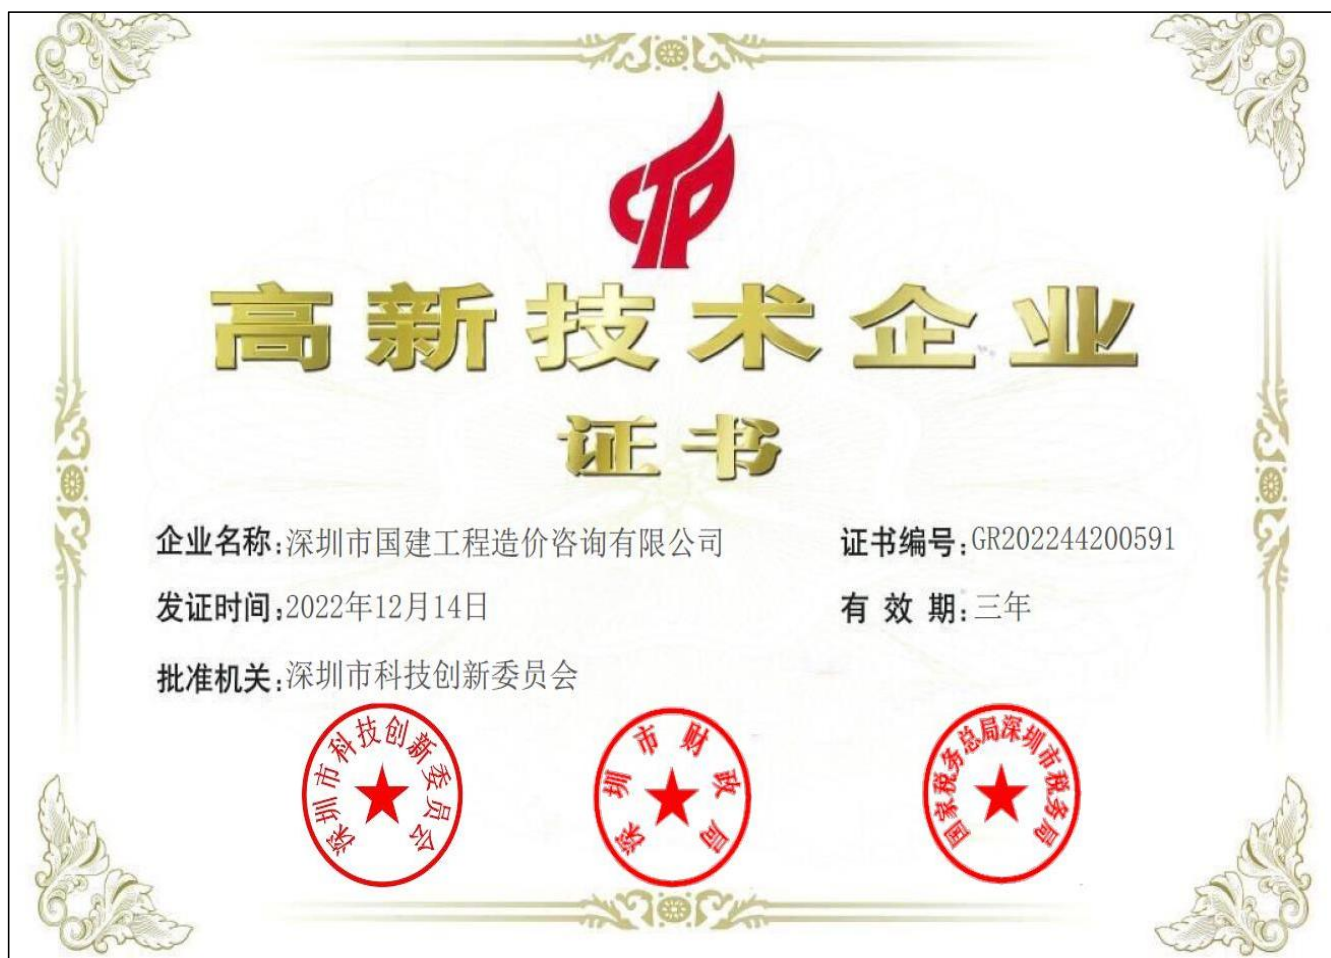 CTP
高新技术企业
证书
企业名称:深圳市国建工程造价咨询有限公司
证书编号:GR202244200591
发证时间:2022年12月14日
有效期:三年
批准机关:深圳市科技创新委员会
深圳市科技创新委员会
深圳市财政局
国家税务总局深圳市税务局